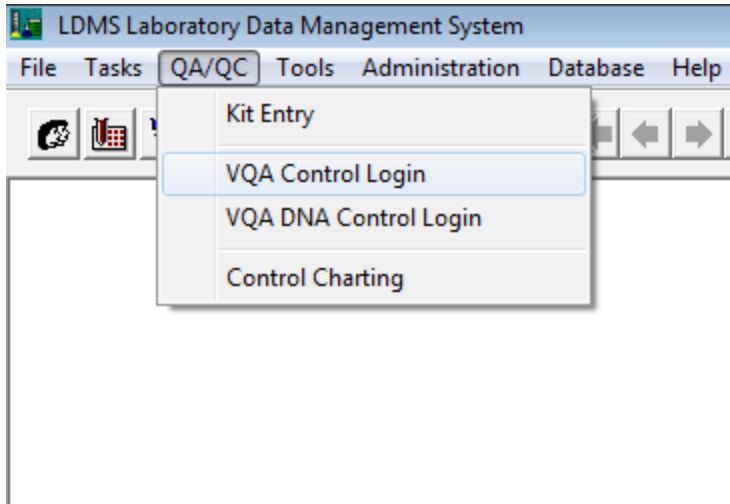 LDMS Laboratory Data Management System
File Tasks QA/QC Tools Administration Database Help
Kit Entry
VQA Control Login
VQA DNA Control Login
Control Charting